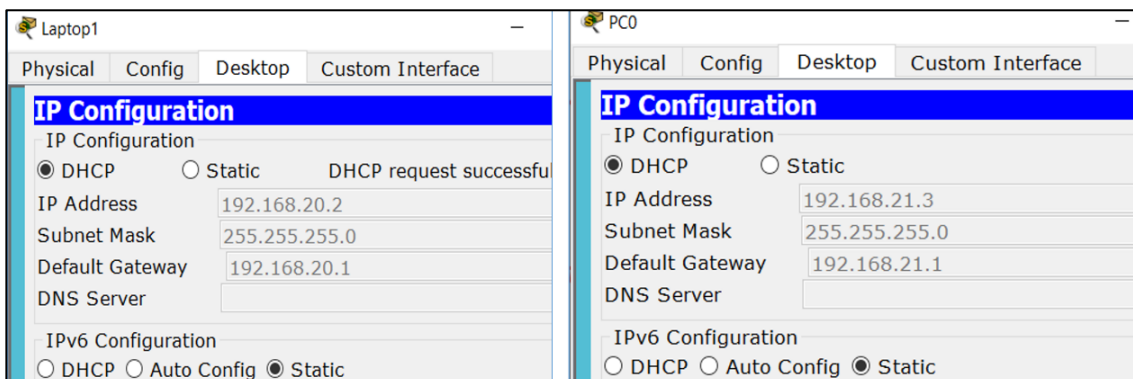 Laptop1
Physical Config Desktop Custom Interface
IP Configuration
IP Configuration
DHCP Static DHCP request successful
IP Address 192.168.20.2
Subnet Mask 255.255.255.0
Default Gateway 192.168.20.1
DNS Server
IPv6 Configuration
DHCP Auto Config Static
PC0
Physical Config Desktop Custom Interface
IP Configuration
IP Configuration
DHCP Static
IP Address 192.168.21.3
Subnet Mask 255.255.255.0
Default Gateway 192.168.21.1
DNS Server
IPv6 Configuration
DHCP Auto Config Static